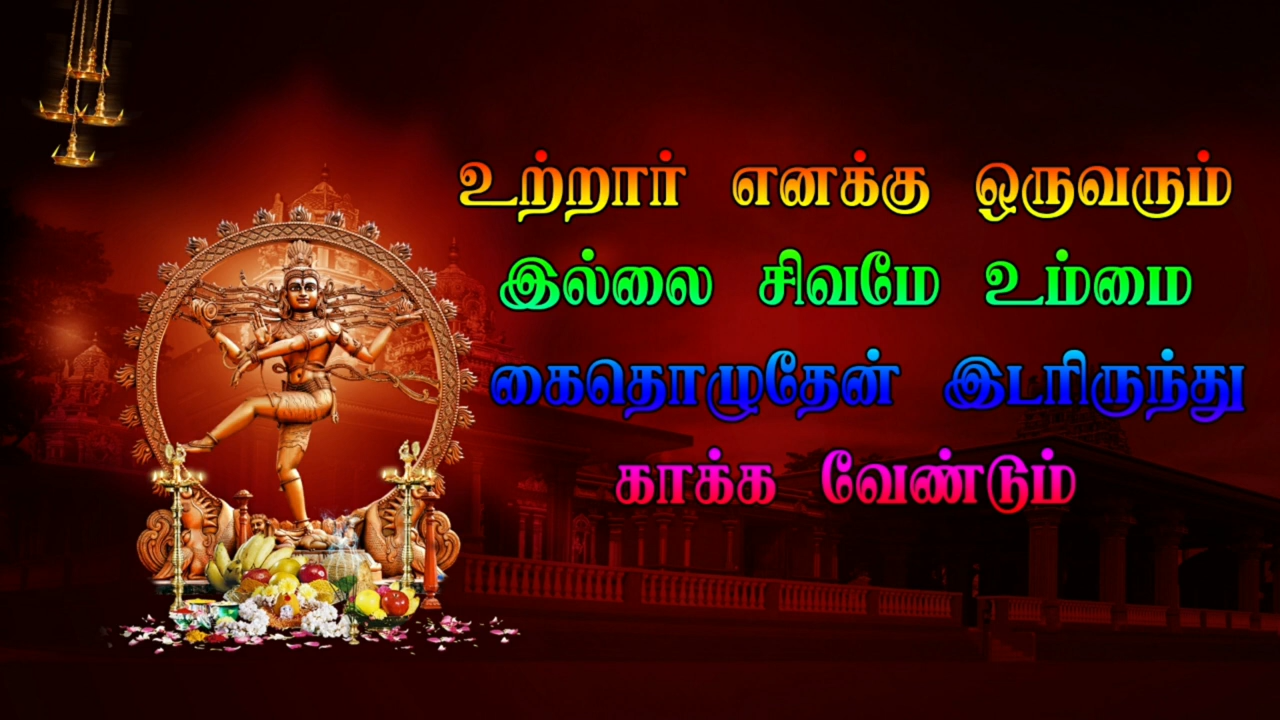 உற்றார் எனக்கு ஒருவரும்
இல்லை சிவமே உம்மை
கைதொழுதேன் இடரிருந்து
காக்க வேண்டும்